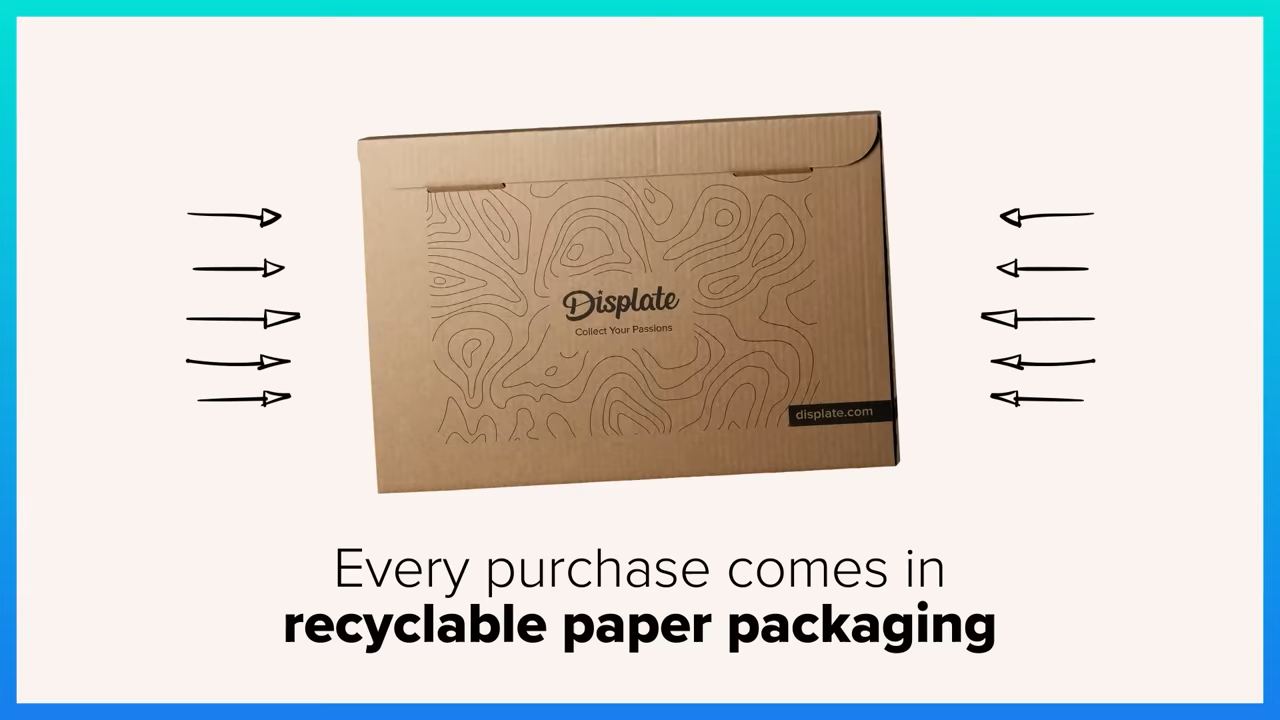 Displate
Collect Your Passions
displate.com
Every purchase comes in
recyclable paper packaging